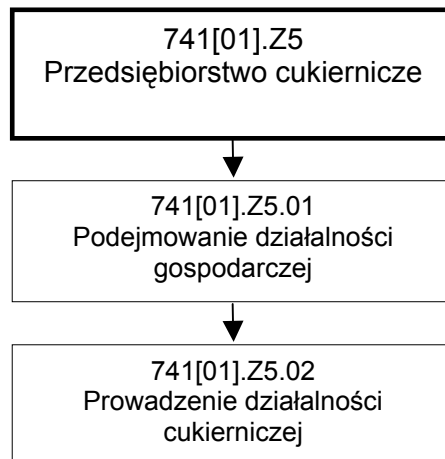 741[01].Z5
Przedsiębiorstwo cukiernicze
741[01].Z5.01
Podejmowanie działalności
gospodarczej
741[01].Z5.02
Prowadzenie działalności
cukierniczej